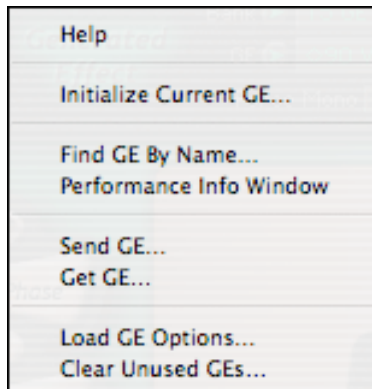 Help
Initialize Current GE...
Find GE By Name...
Performance Info Window
Send GE...
Get GE...
Load GE Options...
Clear Unused GEs...